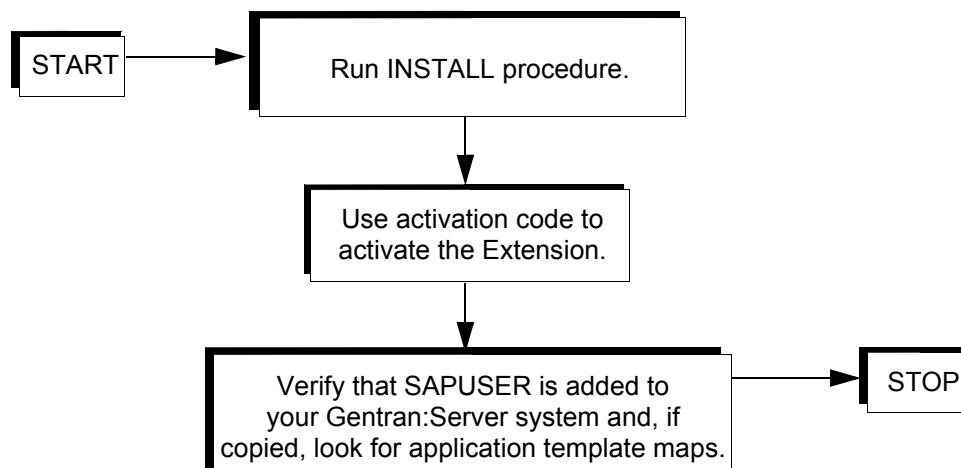 START
Run INSTALL procedure.
Use activation code to
activate the Extension.
Verify that SAPUSER is added to
your Gentran:Server system and, if
copied, look for application template maps.
STOP